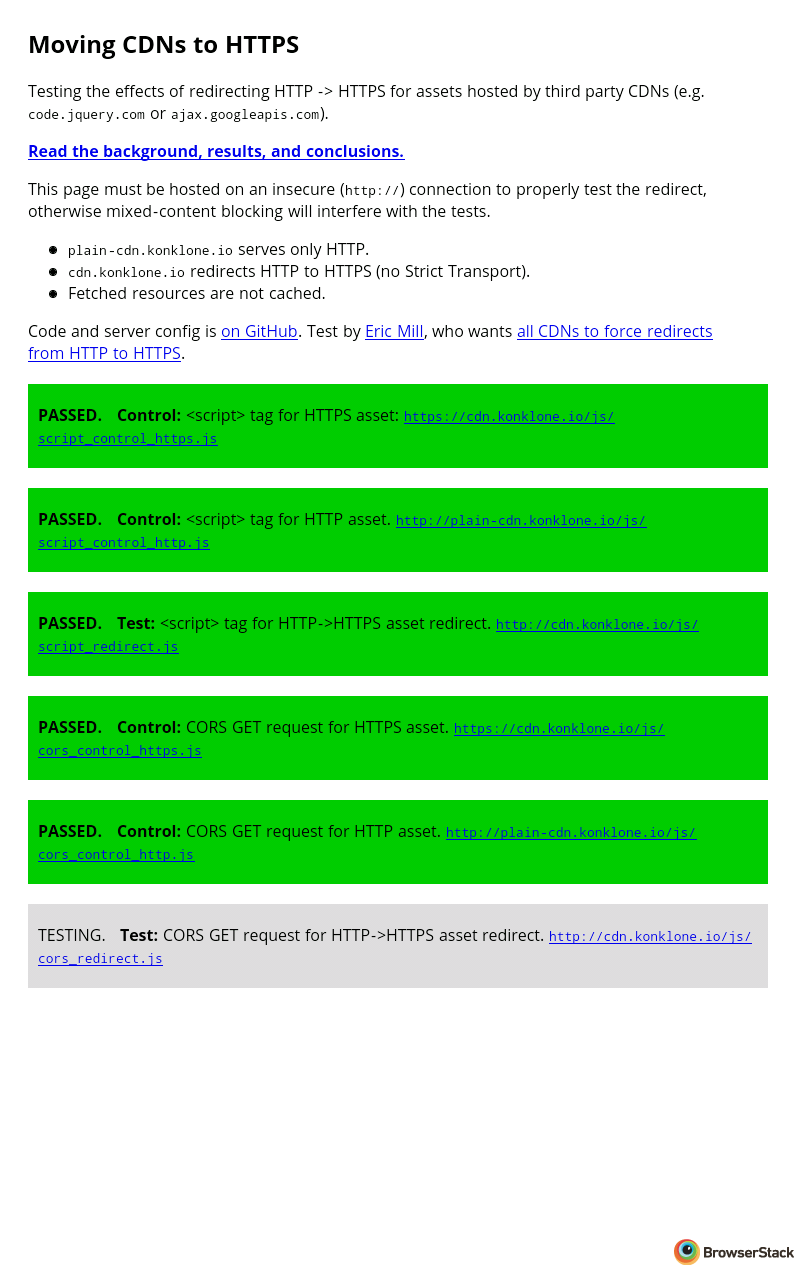 Moving CDNs to HTTPS
Testing the effects of redirecting HTTP -> HTTPS for assets hosted by third party CDNs (e.g.
code.jquery.com or ajax.googleapis.com).
Read the background, results, and conclusions.
This page must be hosted on an insecure (http://) connection to properly test the redirect,
otherwise mixed-content blocking will interfere with the tests.
plain-cdn.konklone.io serves only HTTP.
cdn.konklone.io redirects HTTP to HTTPS (no Strict Transport).
Fetched resources are not cached.
Code and server config is on GitHub. Test by Eric Mill, who wants all CDNs to force redirects
from HTTP to HTTPS.
PASSED. Control: <script> tag for HTTPS asset: https://cdn.konklone.io/js/
script_control_https.js
PASSED. Control: <script> tag for HTTP asset. http://plain-cdn.konklone.io/js/
script_control_http.js
PASSED. Test: <script> tag for HTTP->HTTPS asset redirect. http://cdn.konklone.io/js/
script_redirect.js
PASSED. Control: CORS GET request for HTTPS asset. https://cdn.konklone.io/js/
cors_control_https.js
PASSED. Control: CORS GET request for HTTP asset. http://plain-cdn.konklone.io/js/
cors_control_http.js
TESTING. Test: CORS GET request for HTTP->HTTPS asset redirect. http://cdn.konklone.io/js/
cors_redirect.js
BrowserStack